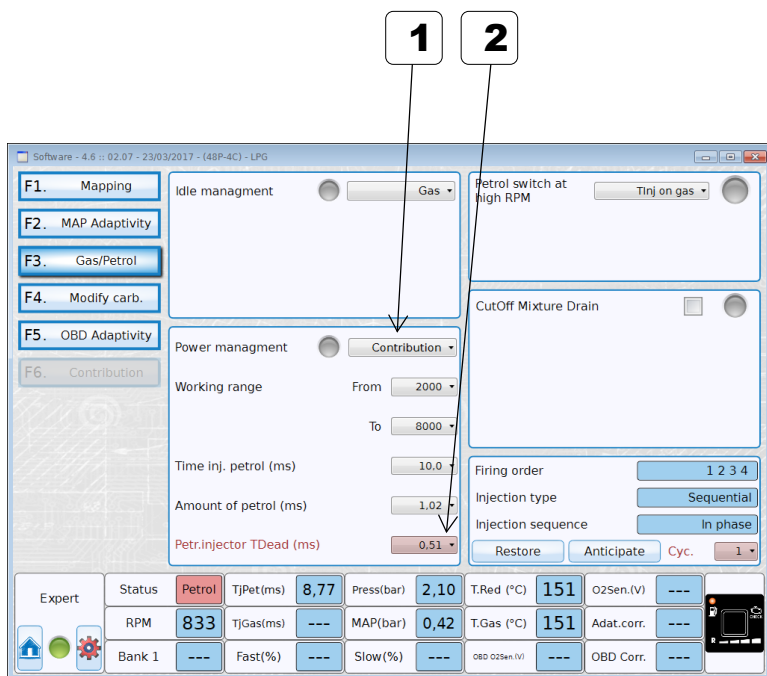 1 2
Software - 4.6 :: 02.07 - 23/03/2017 - (48P-4C) - LPG
F1. Mapping
F2. MAP Adaptivity
F3. Gas/Petrol
F4. Modify carb.
F5. OBD Adaptivity
F6. Contribution
Idle managment Gas
Power managment Contribution
Working range From 2000
To 8000
Time inj. petrol (ms) 10,0
Amount of petrol (ms) 1,02
Petr.injector TDead (ms) 0,51
Petrol switch at
high RPM
TInj on gas
CutOff Mixture Drain
Firing order 1 2 3 4
Injection type Sequential
Injection sequence In phase
Restore Anticipate Cyc. 1
Expert
Status Petrol TjPet(ms) 8,77 Press(bar) 2,10 T.Red (°C) 151 O2Sen.(V) ---
RPM 833 TjGas(ms) --- MAP(bar) 0,42 T.Gas (°C) 151 Adat.corr. ---
Bank 1 --- Fast(%) --- Slow(%) --- OBD O2Sen.(V) --- OBD Corr. ---
CHECK
R